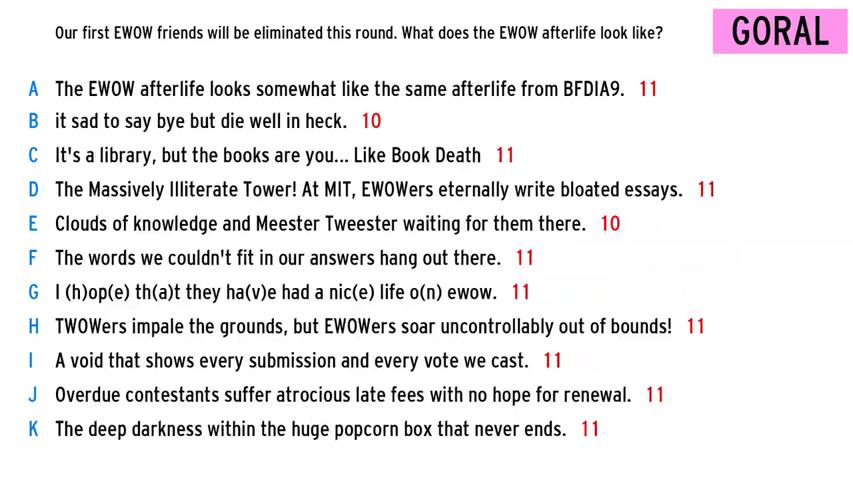 Our first EWOW friends will be eliminated this round. What does the EWOW afterlife look like?
GORAL
A The EWOW afterlife looks somewhat like the same afterlife from BFDIA9. 11
B it sad to say bye but die well in heck. 10
C It's a library, but the books are you... Like Book Death 11
D The Massively Illiterate Tower! At MIT, EWOWers eternally write bloated essays. 11
E Clouds of knowledge and Meester Tweester waiting for them there. 10
F The words we couldn't fit in our answers hang out there. 11
G I (h)op(e) th(a)t they ha(v)e had a nic(e) life o(n) ewow. 11
H TWOWers impale the grounds, but EWOWers soar uncontrollably out of bounds! 11
I A void that shows every submission and every vote we cast. 11
J Overdue contestants suffer atrocious late fees with no hope for renewal. 11
K The deep darkness within the huge popcorn box that never ends. 11